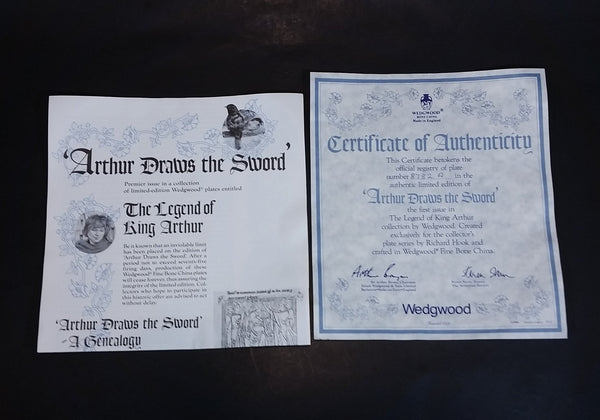 'Arthur Draws the Sword'
Premier issue in a collection
of limited-edition Wedgwood® plates entitled
The Legend of
King Arthur
Be it known that an inviolable limit
has been placed on the edition of
'Arthur Draws the Sword'. After a
period not to exceed seventy-five
firing days, production of these
Wedgwood® Fine Bone China plates
will cease forever, thus assuring the
integrity of the limited edition. Col-
lectors who hope to participate in
this historic offer are advised to act
without delay.
'Arthur Draws the Sword'
-A Genealogy
WEDGWOOD®
BONE CHINA
Made in England
Certificate of Authenticity
This Certificate betokens the
official registry of plate
number 8782 A in the
authentic limited edition of
'Arthur Draws the Sword'
the first issue in
The Legend of King Arthur
collection by Wedgwood. Created
exclusively for the collector's
plate series by Richard Hook and
crafted in Wedgwood® Fine Bone China.
Wedgwood